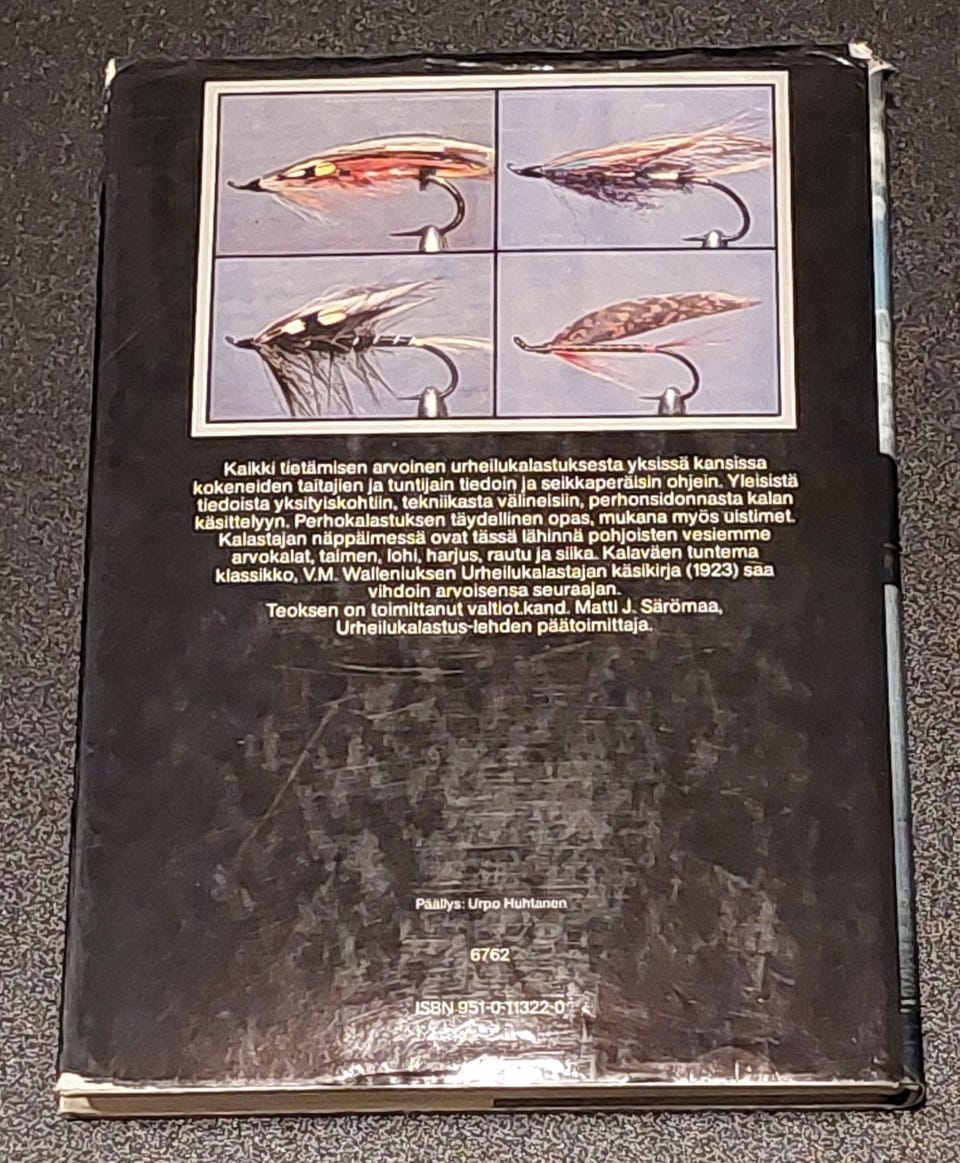 Kaikki tietämisen arvoinen urheilukalastuksesta yksissä kansissa
kokeneiden taitajien ja tuntijain tiedoin ja seikkaperäisin ohjein. Yleisistä
tiedoista yksityiskohtiin, tekniikasta välineisiin, perhonsidonnasta kalan
käsittelyyn. Perhokalastuksen täydellinen opas, mukana myös uistimet.
Kalastajan näppäimessä ovat tässä lähinnä pohjoisten vesiemme
arvokalat, taimen, lohi, harjus, rautu ja siika. Kalaväen tuntema
klassikko, V.M. Walleniuksen Urheilukalastajan käsikirja (1923) saa
vihdoin arvoisensa seuraajan.
Teoksen on toimittanut valtiot.kand. Matti J. Särömaa,
Urheilukalastus-lehden päätoimittaja.
Päällys: Urpo Huhtanen
6762
ISBN 951-0-11322-0